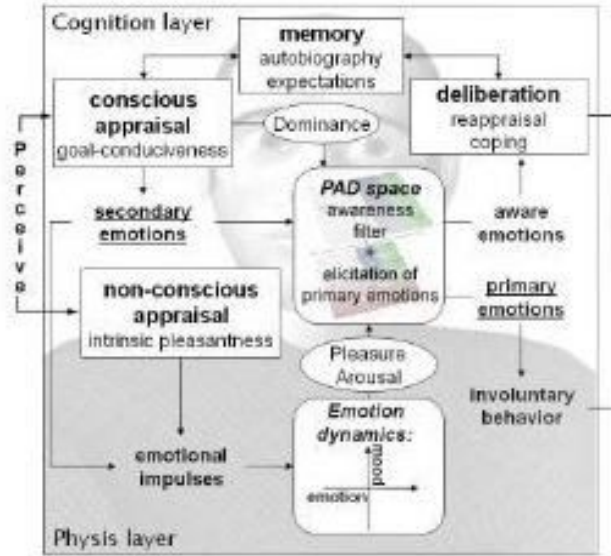 Cognition layer
memory
autobiography
expectations
conscious
appraisal
goal-conduciveness
Dominance
deliberation
reappraisal
coping
Perceive
PAD space
awareness
filter
secondary
emotions
aware
emotions
elicitation of
primary emotions
non-conscious
appraisal
intrinsic pleasantness
primary
emotions
Pleasure
Arousal
involuntary
behavior
Emotion
dynamics:
mood
emotion
emotional
impulses
Physis layer